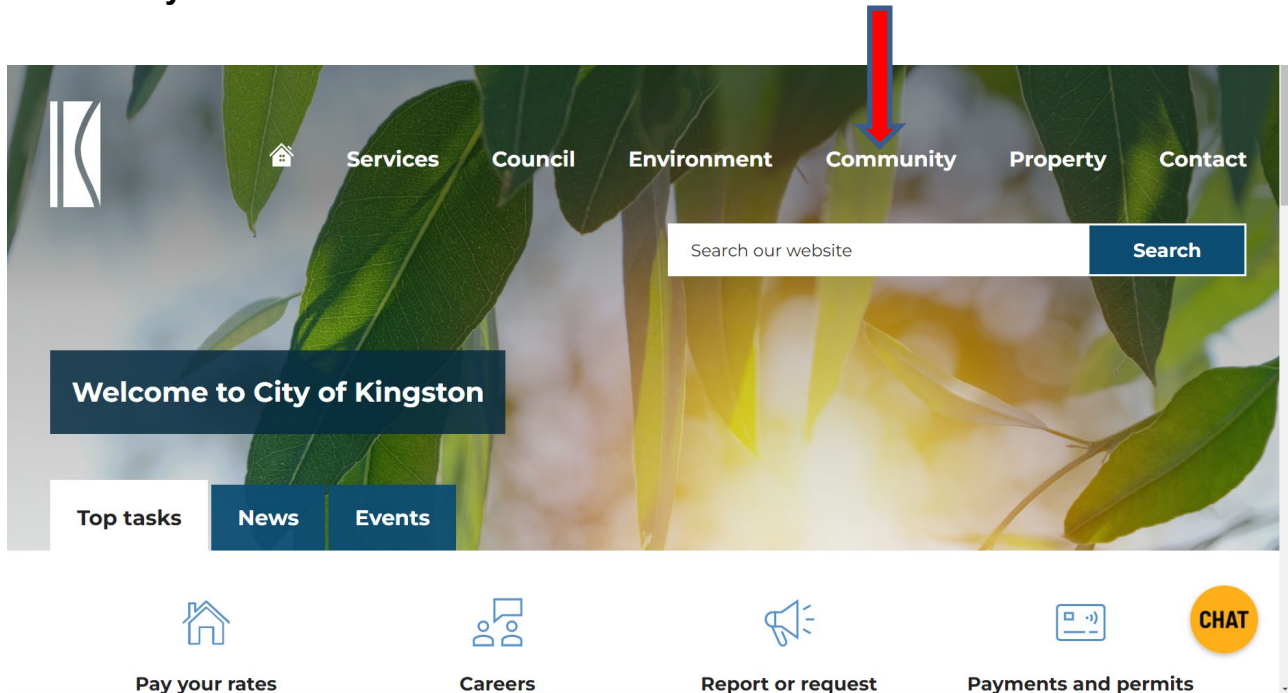 Services Council Environment Community Property Contact
Search our website Search
Welcome to City of Kingston
Top tasks News Events
CHAT
Pay your rates Careers Report or request Payments and permits